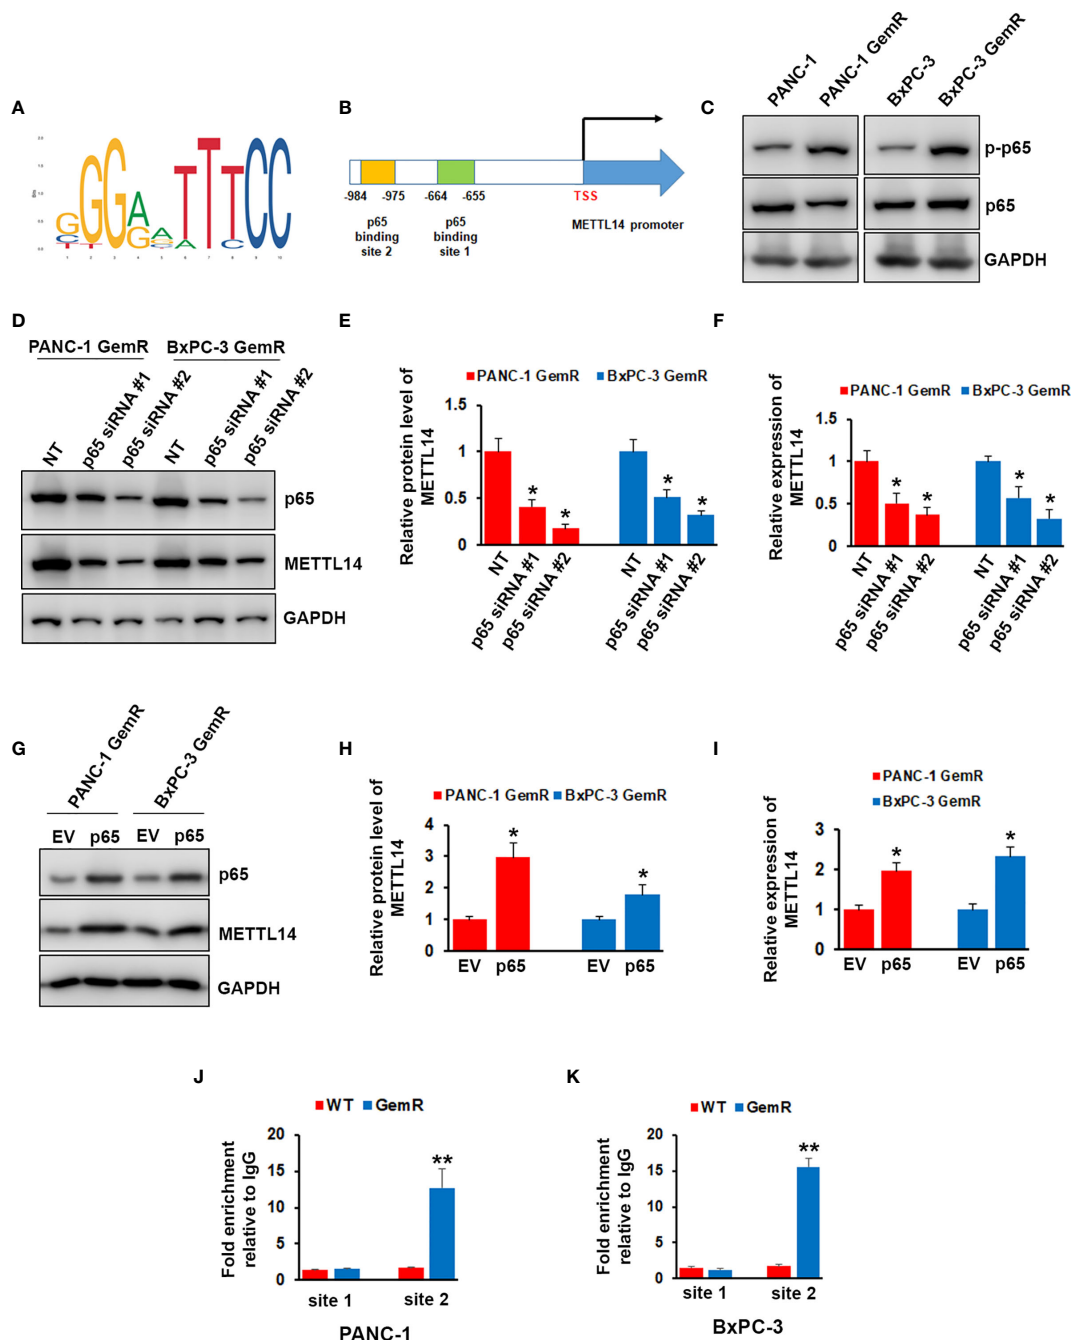 A
B
C
PANC-1
PANC-1 GemR
BxPC-3
BxPC-3 GemR
p-p65
p65
GAPDH
-984
-975
-664
-655
TSS
p65
binding
site 2
p65
binding
site 1
METTL14 promoter
D
PANC-1 GemR
BxPC-3 GemR
NT
p65 siRNA #1
p65 siRNA #2
NT
p65 siRNA #1
p65 siRNA #2
p65
METTL14
GAPDH
E
PANC-1 GemR
BxPC-3 GemR
Relative protein level of
METTL14
1.5
1
0.5
0
*
*
*
*
NT
p65 siRNA #1
p65 siRNA #2
NT
p65 siRNA #1
p65 siRNA #2
F
PANC-1 GemR
BxPC-3 GemR
Relative expression of
METTL14
1.5
1
0.5
0
*
*
*
*
NT
p65 siRNA #1
p65 siRNA #2
NT
p65 siRNA #1
p65 siRNA #2
G
PANC-1 GemR
BxPC-3 GemR
EV p65 EV p65
p65
METTL14
GAPDH
H
PANC-1 GemR
BxPC-3 GemR
Relative protein level of
METTL14
4
3
2
1
0
*
*
EV p65 EV p65
I
PANC-1 GemR
BxPC-3 GemR
Relative expression of
METTL14
3
2
1
0
*
*
EV p65 EV p65
J
WT
GemR
Fold enrichment
relative to IgG
20
15
10
5
0
**
site 1
site 2
PANC-1
K
WT
GemR
Fold enrichment
relative to IgG
20
15
10
5
0
**
site 1
site 2
BxPC-3